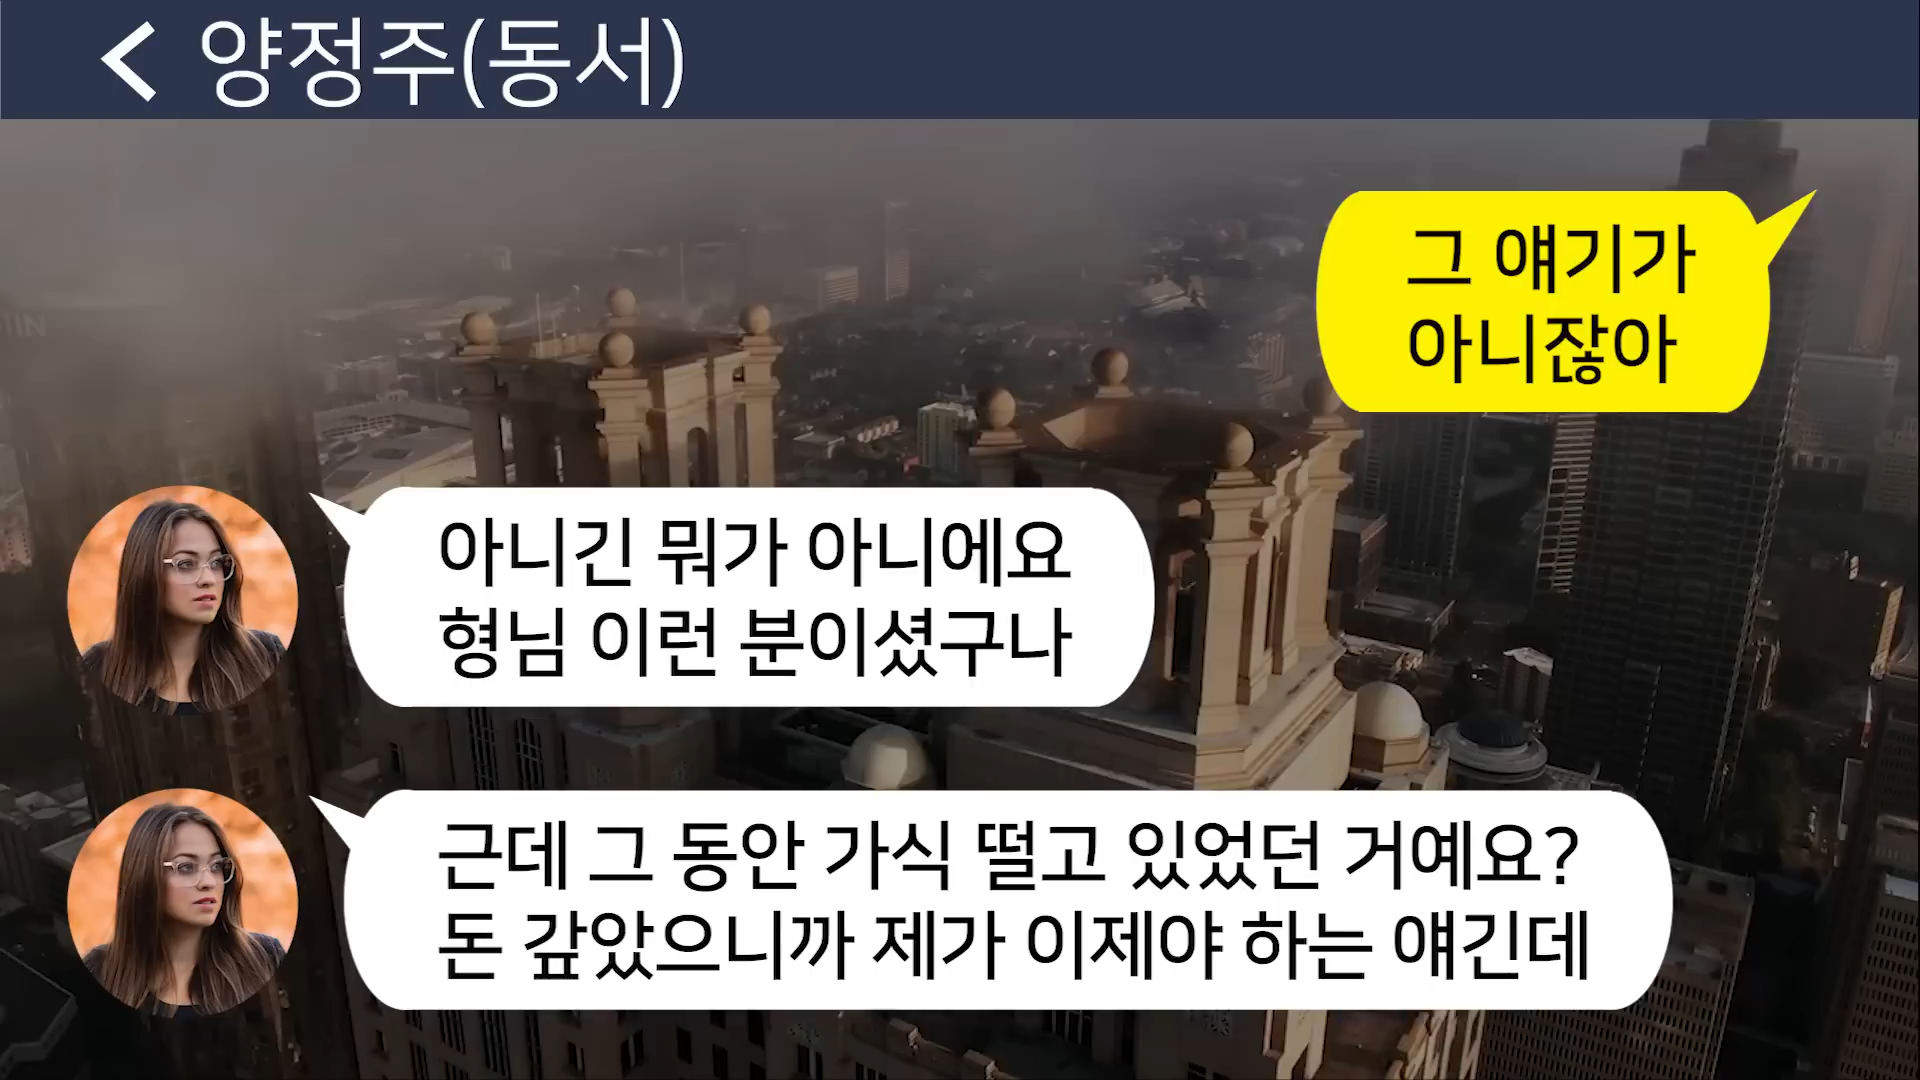 양정주(동서)
그 얘기가
아니잖아
아니긴 뭐가 아니에요
형님 이런 분이셨구나
근데 그 동안 가식 떨고 있었던 거예요?
돈 갚았으니까 제가 이제야 하는 얘긴데